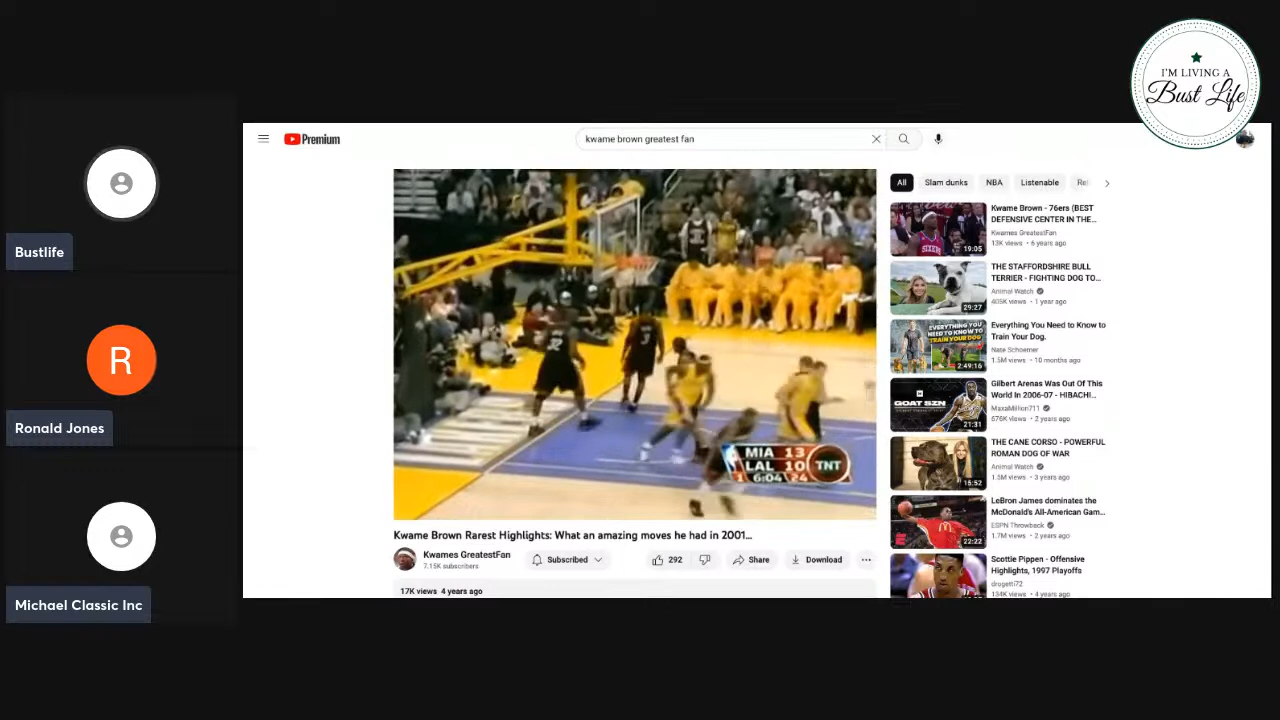 I'M LIVING A
Bust Life
Premium
kwame brown greatest fan
Bustlife
R
Ronald Jones
Michael Classic Inc
MIA 13
LAL 10
1 6:04 24
TNT
Kwame Brown Rarest Highlights: What an amazing moves he had in 2001...
Kwames GreatestFan
7.15K subscribers
Subscribed
292
Share
Download
17K views 4 years ago
All
Slam dunks
NBA
Listenable
Rel
Kwame Brown - 76ers (BEST
DEFENSIVE CENTER IN THE...
Kwames GreatestFan
13K views • 6 years ago
19:05
THE STAFFORDSHIRE BULL
TERRIER - FIGHTING DOG TO...
Animal Watch
405K views • 1 year ago
29:27
EVERYTHING YOU
NEED TO KNOW TO
TRAIN YOUR DOG.
Everything You Need to Know to
Train Your Dog.
Nate Schoemer
1.5M views • 10 months ago
2:49:16
GOAT SZN
Gilbert Arenas Was Out Of This
World In 2006-07 - HIBACHI...
MaxaMillion711
676K views • 2 years ago
21:31
THE CANE CORSO - POWERFUL
ROMAN DOG OF WAR
Animal Watch
1.5M views • 3 years ago
15:52
LeBron James dominates the
McDonald's All-American Gam...
ESPN Throwback
1.7M views • 2 years ago
22:22
Scottie Pippen - Offensive
Highlights, 1997 Playoffs
drogetti72
134K views • 4 years ago